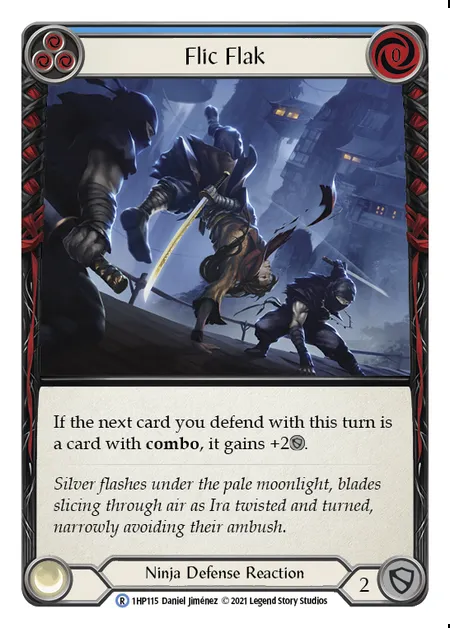 Flic Flak
0
If the next card you defend with this turn is
a card with combo, it gains +2.
Silver flashes under the pale moonlight, blades
slicing through air as Ira twisted and turned,
narrowly avoiding their ambush.
Ninja Defense Reaction
2
R 1HP115 Daniel Jiménez © 2021 Legend Story Studios